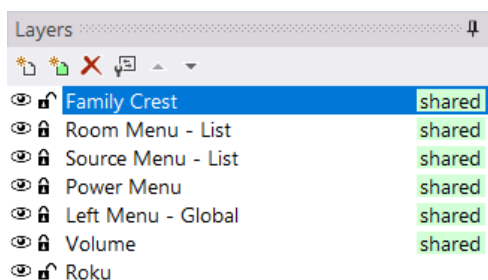 Layers
Family Crest shared
Room Menu - List shared
Source Menu - List shared
Power Menu shared
Left Menu - Global shared
Volume shared
Roku